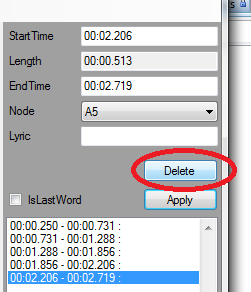 StartTime 00:02.206
Length 00:00.513
EndTime 00:02.719
Node A5
Lyric
Delete
IsLastWord Apply
00:00.250 - 00:00.731 :
00:00.731 - 00:01.288 :
00:01.288 - 00:01.856 :
00:01.856 - 00:02.206 :
00:02.206 - 00:02.719 :